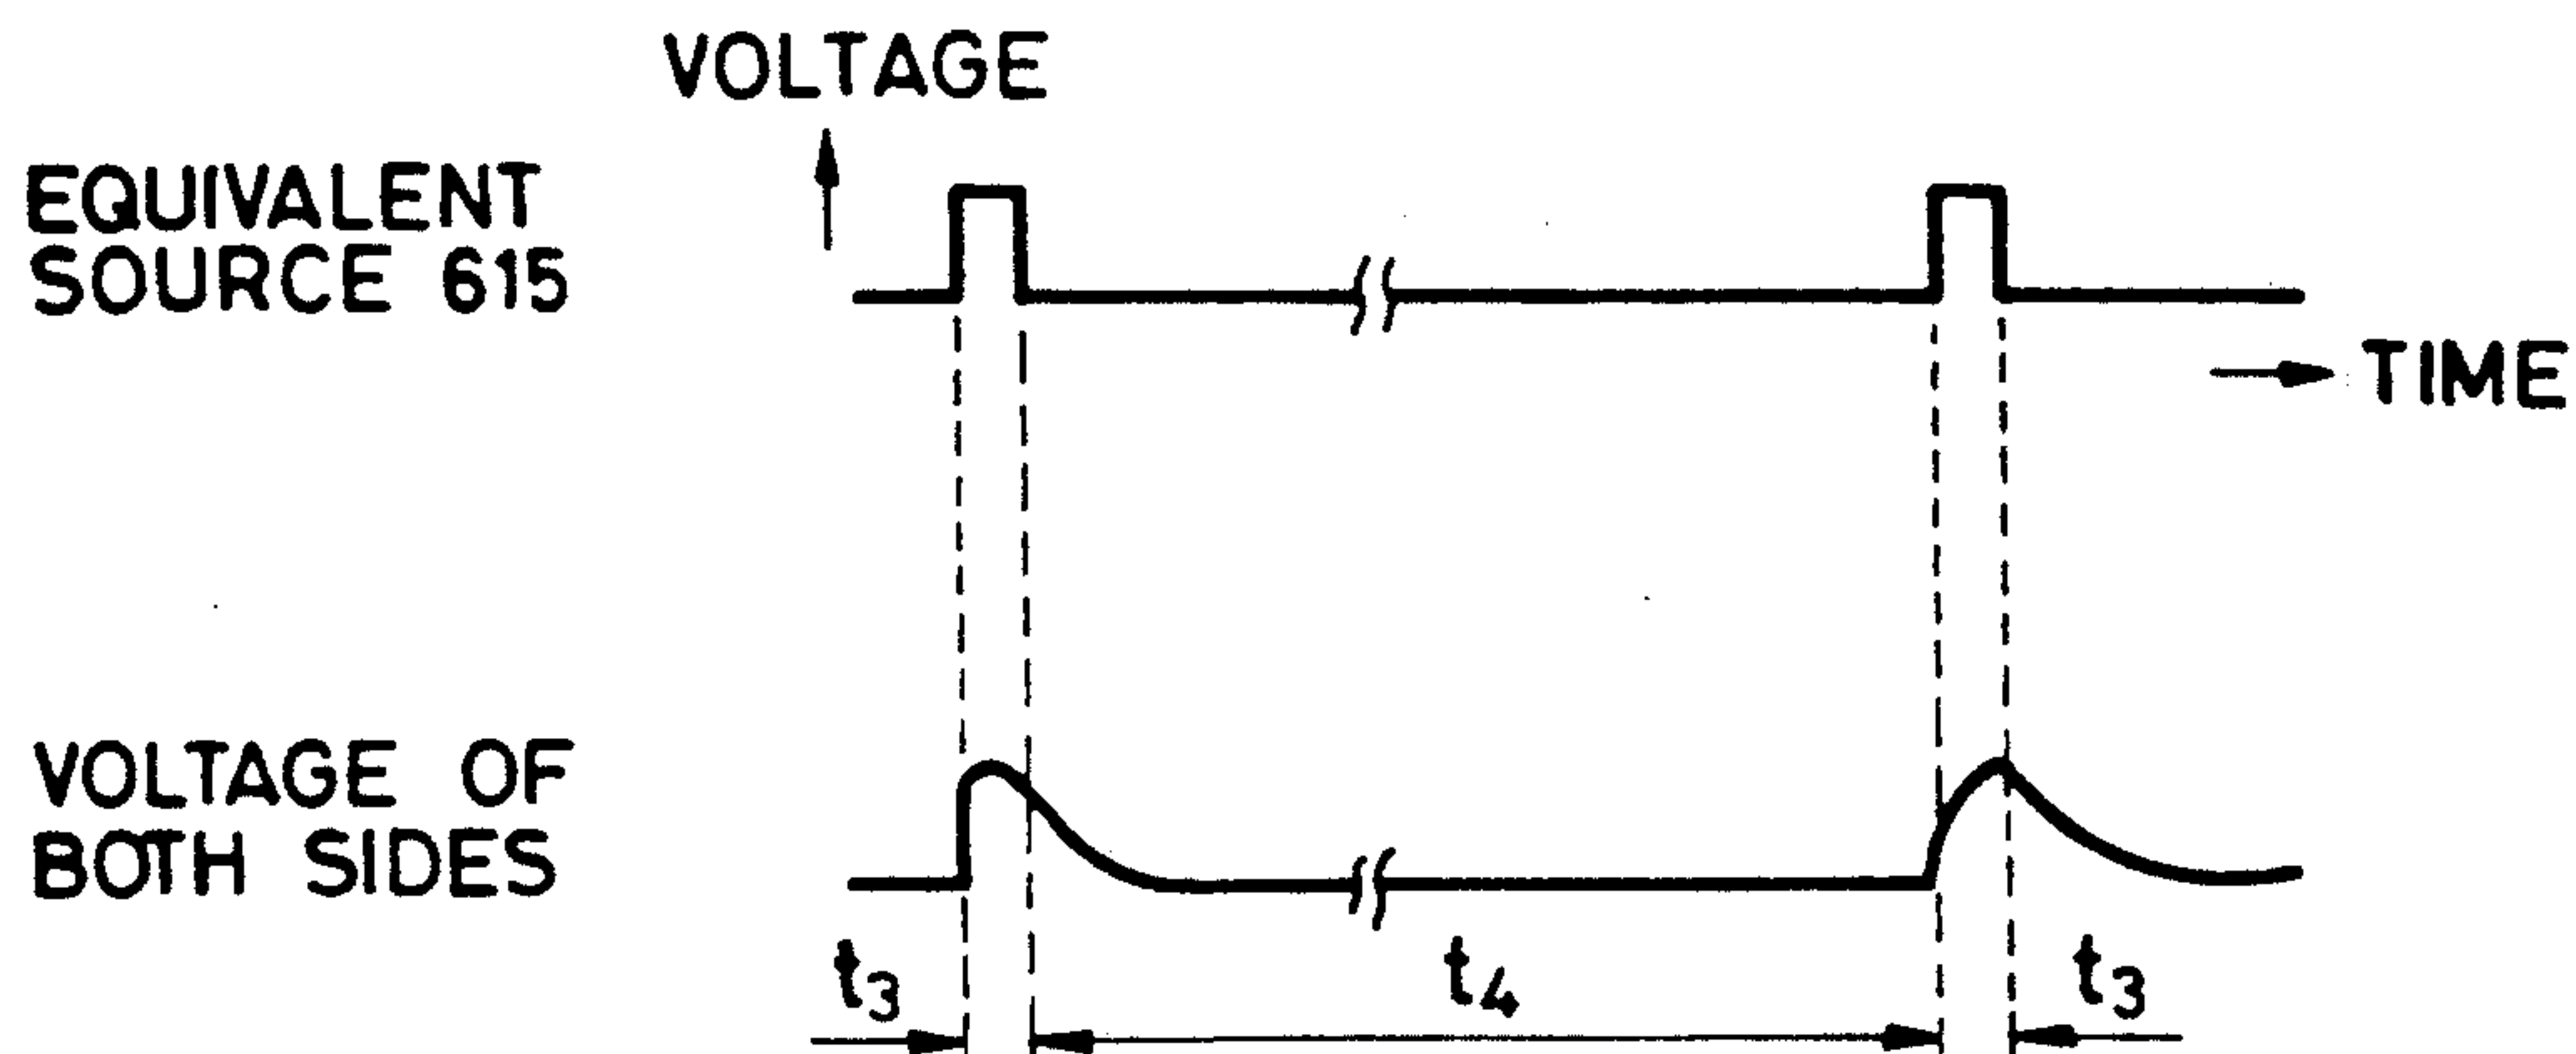 VOLTAGE
EQUIVALENT
SOURCE 615
TIME
VOLTAGE OF
BOTH SIDES
t₃
t₄
t₃